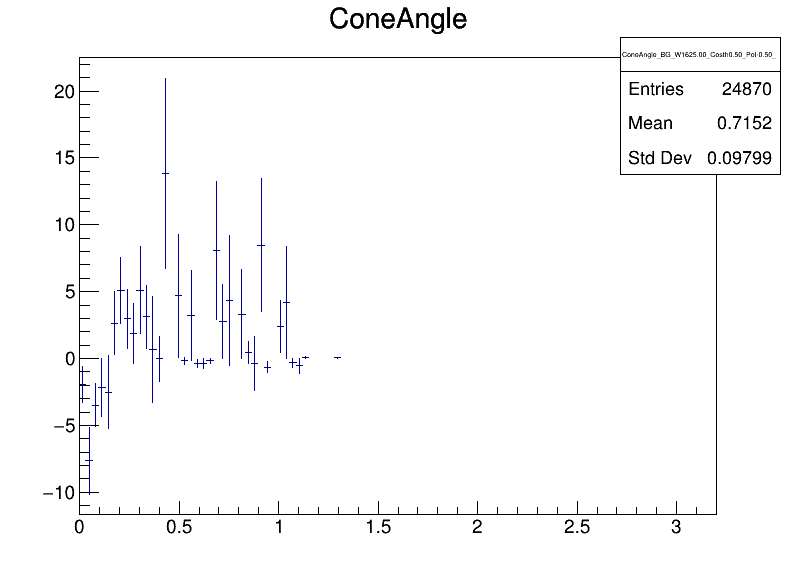 ConeAngle
ConeAngle_BG_W1625.00_Costh0.50_Pol-0.50_
Entries 24870
Mean 0.7152
Std Dev 0.09799
20
15
10
5
0
−5
−10
0 0.5 1 1.5 2 2.5 3